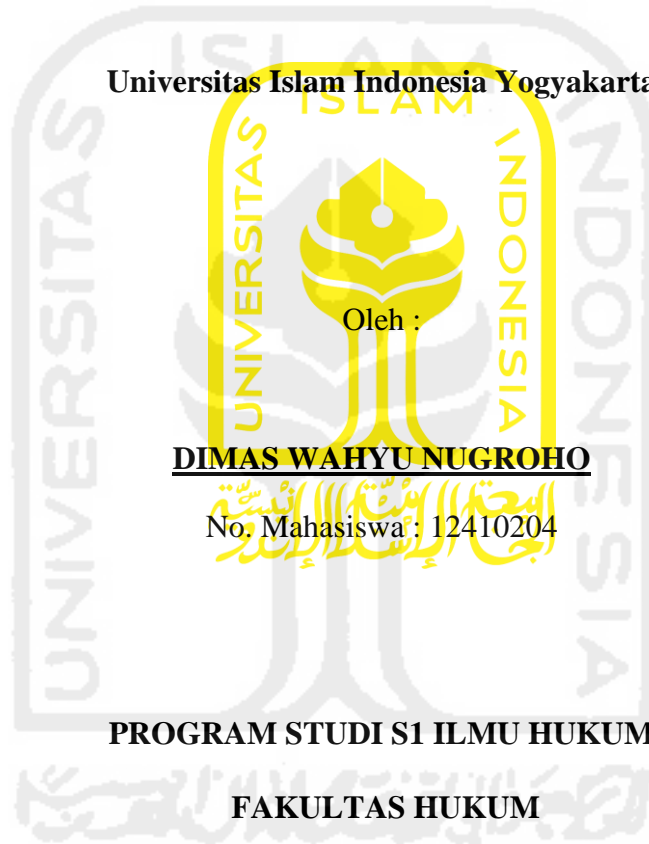 Universitas Islam Indonesia Yogyakarta
ISLAM
UNIVERSITAS
INDONESIA
Oleh :
DIMAS WAHYU NUGROHO
No. Mahasiswa : 12410204
PROGRAM STUDI S1 ILMU HUKUM
FAKULTAS HUKUM